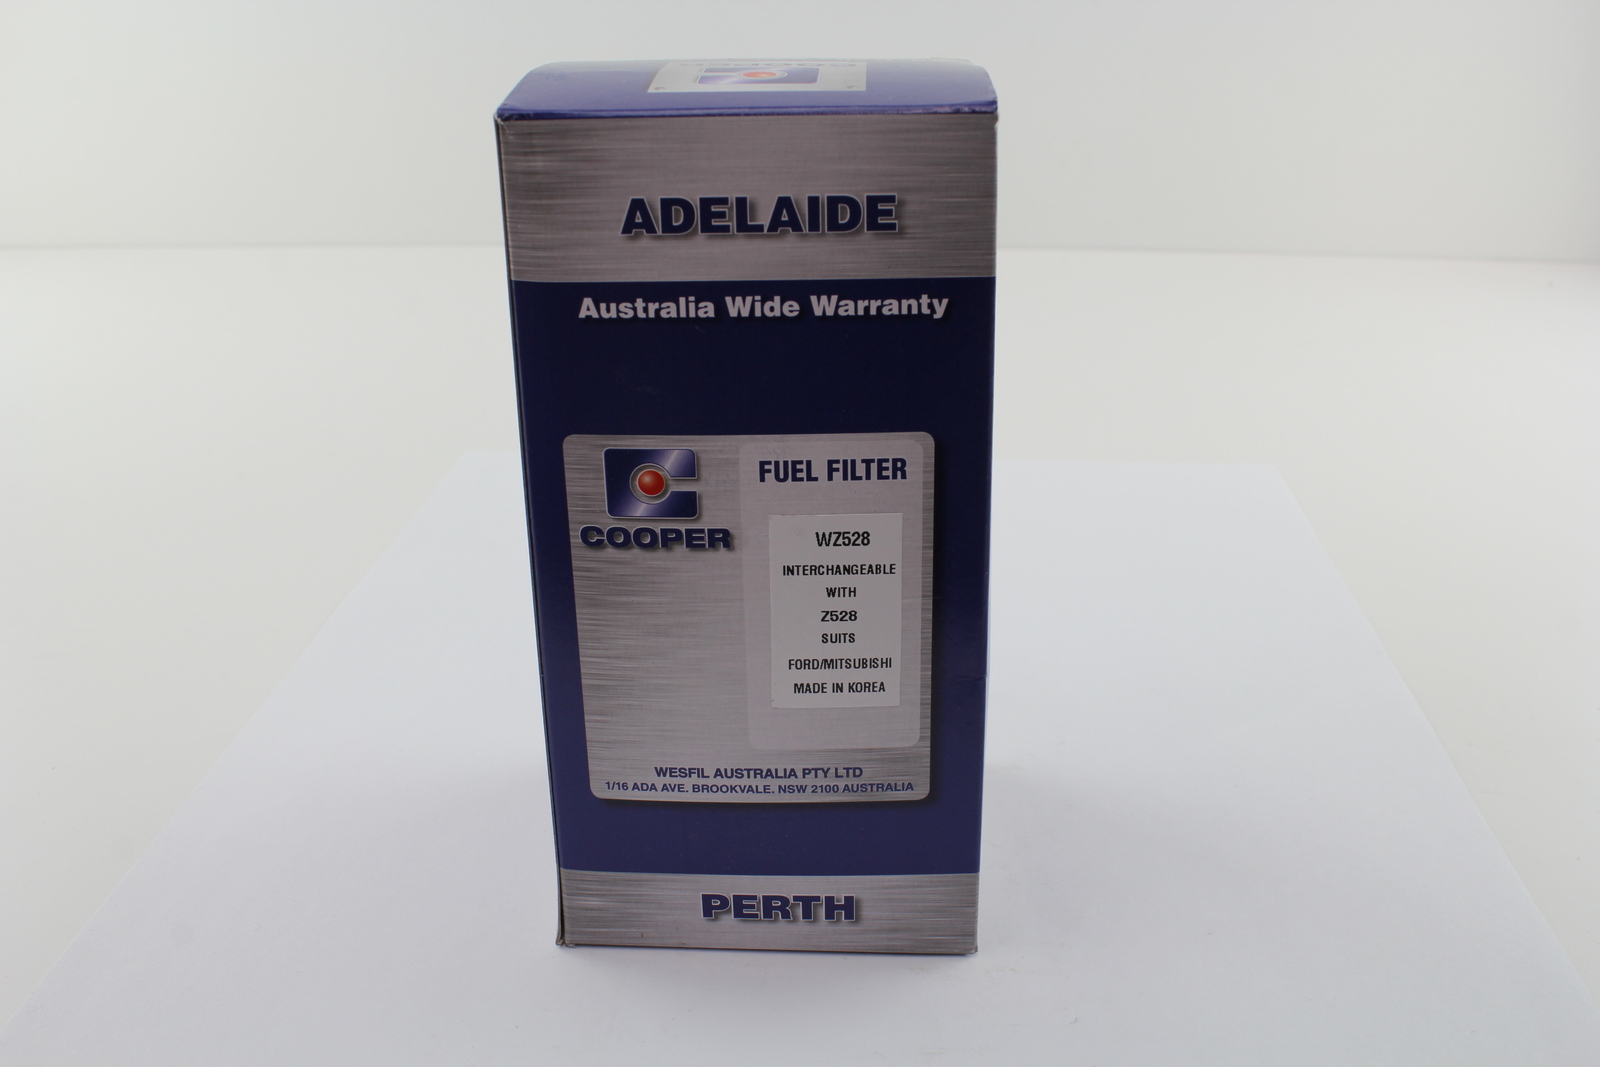 ADELAIDE
Australia Wide Warranty
COOPER
FUEL FILTER
WZ528
INTERCHANGEABLE
WITH
Z528
SUITS
FORD/MITSUBISHI
MADE IN KOREA
WESFIL AUSTRALIA PTY LTD
1/16 ADA AVE. BROOKVALE. NSW 2100 AUSTRALIA
PERTH